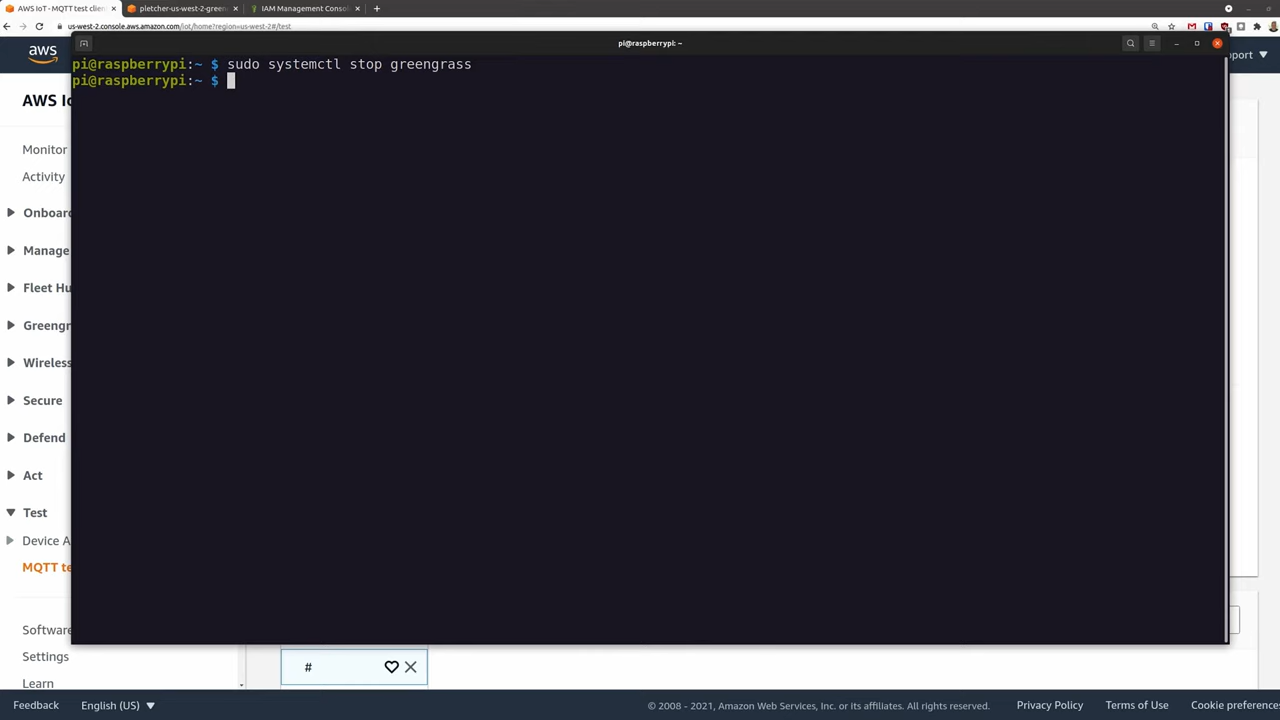 AWS IoT - MQTT test clien
pletcher-us-west-2-green
IAM Management Conso
us-west-2.console.aws.amazon.com/iot/home?region=us-west-2#/test
aws
pi@raspberrypi: ~
pport
pi@raspberrypi:~ $ sudo systemctl stop greengrass
pi@raspberrypi:~ $
AWS Io
Monitor
Activity
Onboard
Manage
Fleet Hu
Greengr
Wireless
Secure
Defend
Act
Test
Device A
MQTT te
Software
Settings
Learn
#
Feedback
English (US)
© 2008 - 2021, Amazon Web Services, Inc. or its affiliates. All rights reserved.
Privacy Policy
Terms of Use
Cookie preference